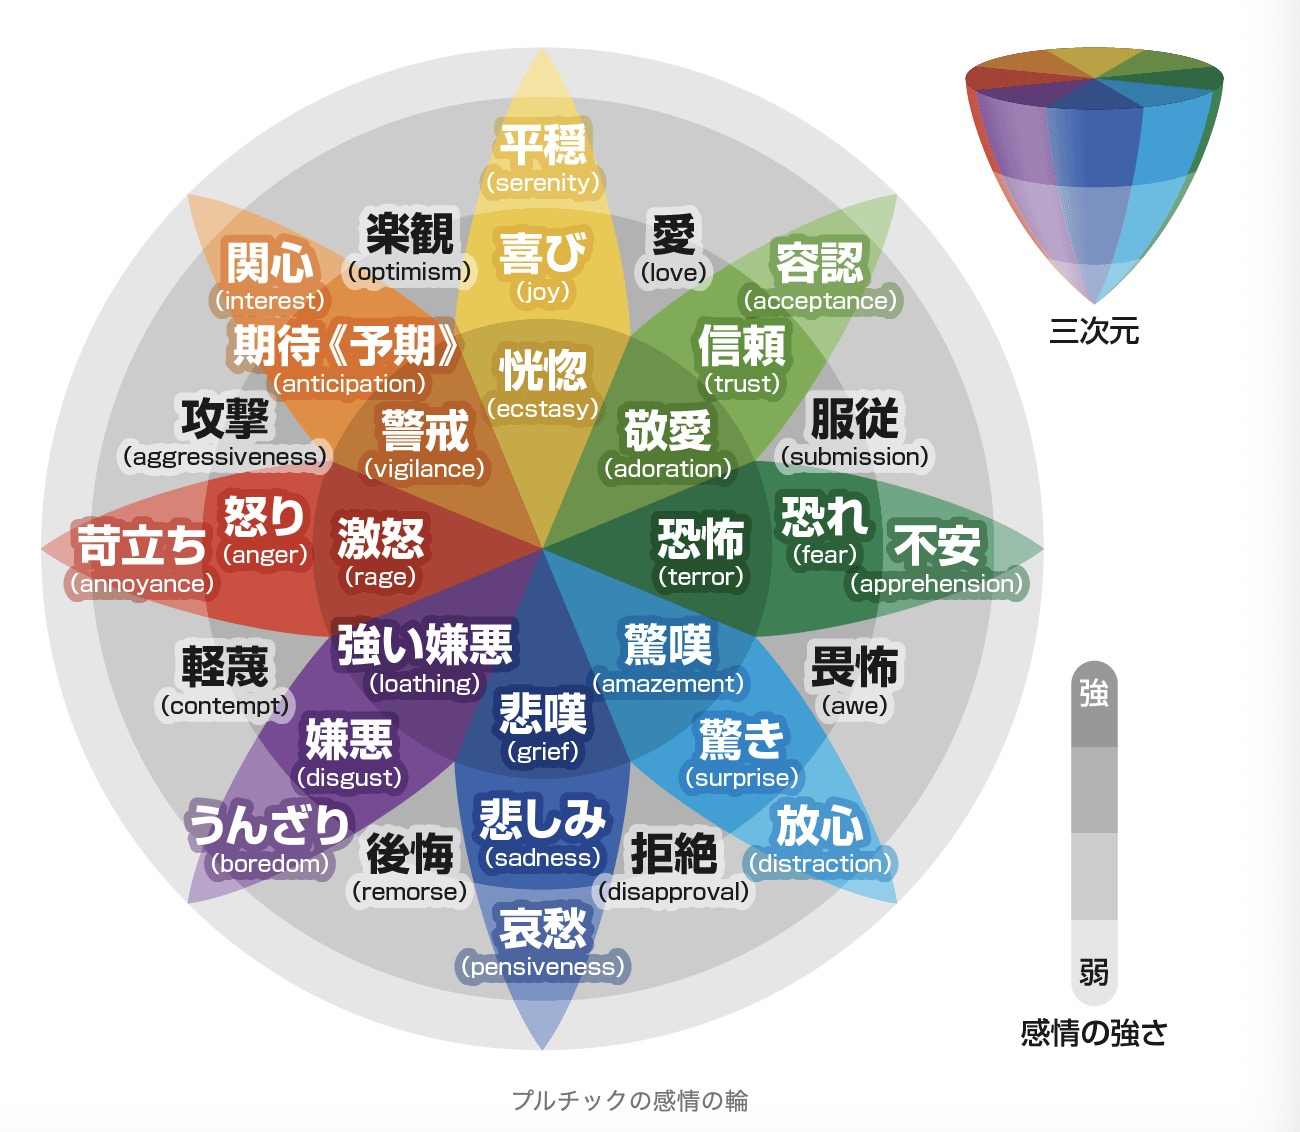 平穏
(serenity)
喜び
(joy)
恍惚
(ecstasy)
楽観
(optimism)
愛
(love)
関心
(interest)
期待《予期》
(anticipation)
警戒
(vigilance)
容認
(acceptance)
信頼
(trust)
敬愛
(adoration)
攻撃
(aggressiveness)
服従
(submission)
苛立ち
(annoyance)
怒り
(anger)
激怒
(rage)
恐怖
(terror)
恐れ
(fear)
不安
(apprehension)
強い嫌悪
(loathing)
嫌悪
(disgust)
うんざり
(boredom)
軽蔑
(contempt)
悲嘆
(grief)
悲しみ
(sadness)
哀愁
(pensiveness)
驚嘆
(amazement)
驚き
(surprise)
放心
(distraction)
畏怖
(awe)
後悔
(remorse)
拒絶
(disapproval)
三次元
強
弱
感情の強さ
プルチックの感情の輪